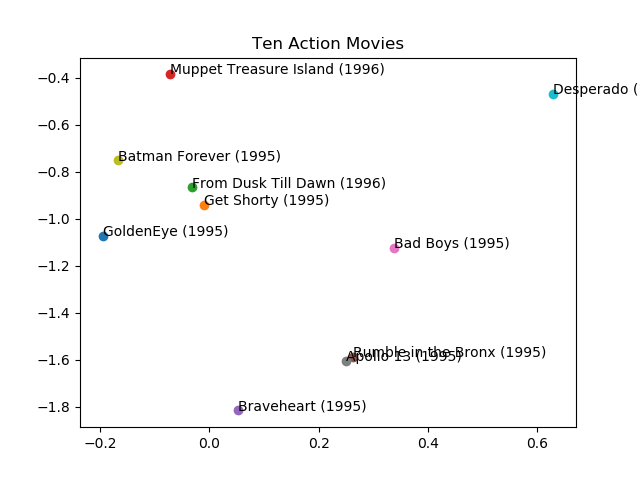 Ten Action Movies
−0.4
Muppet Treasure Island (1996)
Desperado (
−0.6
Batman Forever (1995)
−0.8
From Dusk Till Dawn (1996)
Get Shorty (1995)
−1.0
GoldenEye (1995)
Bad Boys (1995)
−1.2
−1.4
Rumble in the Bronx (1995)
Apollo 13 (1995)
−1.6
−1.8
Braveheart (1995)
−0.2
0.0
0.2
0.4
0.6